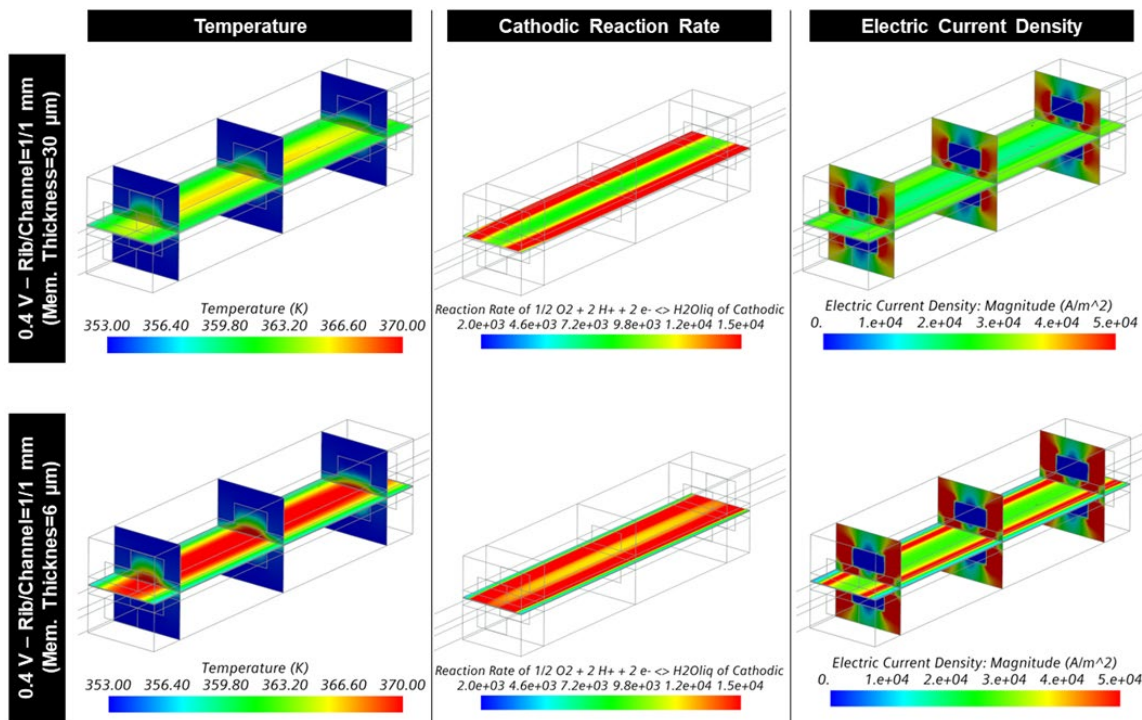 Temperature
Cathodic Reaction Rate
Electric Current Density
0.4 V – Rib/Channel=1/1 mm
(Mem. Thickness=30 µm)
Temperature (K)
353.00 356.40 359.80 363.20 366.60 370.00
Reaction Rate of 1/2 O2 + 2 H+ + 2 e- <> H2Oliq of Cathodic
2.0e+03 4.6e+03 7.2e+03 9.8e+03 1.2e+04 1.5e+04
Electric Current Density: Magnitude (A/m^2)
0. 1.e+04 2.e+04 3.e+04 4.e+04 5.e+04
0.4 V – Rib/Channel=1/1 mm
(Mem. Thicknes=6 µm)
Temperature (K)
353.00 356.40 359.80 363.20 366.60 370.00
Reaction Rate of 1/2 O2 + 2 H+ + 2 e- <> H2Oliq of Cathodic
2.0e+03 4.6e+03 7.2e+03 9.8e+03 1.2e+04 1.5e+04
Electric Current Density: Magnitude (A/m^2)
0. 1.e+04 2.e+04 3.e+04 4.e+04 5.e+04